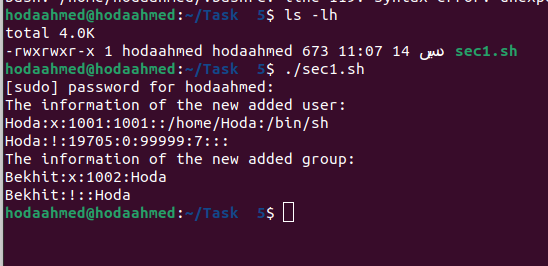 hodaahmed@hodaahmed:~/Task 5$ ls -lh
total 4.0K
-rwxrwxr-x 1 hodaahmed hodaahmed 673 11:07 14 sec1.sh
hodaahmed@hodaahmed:~/Task 5$ ./sec1.sh
[sudo] password for hodaahmed:
The information of the new added user:
Hoda:x:1001:1001::/home/Hoda:/bin/sh
Hoda:!:19705:0:99999:7:::
The information of the new added group:
Bekhit:x:1002:Hoda
Bekhit:!::Hoda
hodaahmed@hodaahmed:~/Task 5$